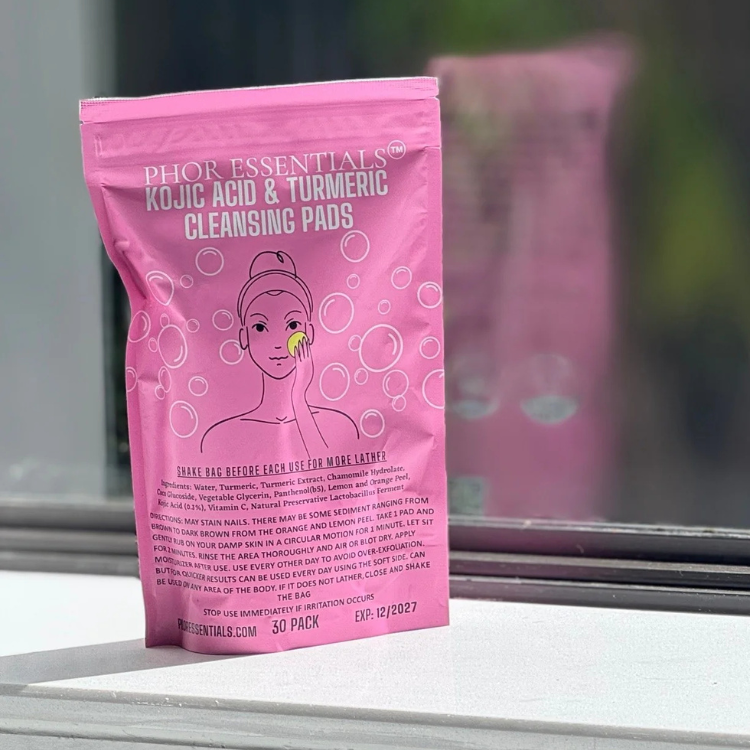 PHOR ESSENTIALS™
KOJIC ACID & TURMERIC
CLEANSING PADS
SHAKE BAG BEFORE EACH USE FOR MORE LATHER
Ingredients: Water, Turmeric, Turmeric Extract, Chamomile Hydrolate,
Coco Glucoside, Vegetable Glycerin, Panthenol(b5), Lemon and Orange Peel,
Kojic Acid (0.1%), Vitamin C, Natural Preservative Lactobacillus Ferment
DIRECTIONS: MAY STAIN NAILS. THERE MAY BE SOME SEDIMENT RANGING FROM
BROWN TO DARK BROWN FROM THE ORANGE AND LEMON PEEL. TAKE 1 PAD AND
GENTLY RUB ON YOUR DAMP SKIN IN A CIRCULAR MOTION FOR 1 MINUTE. LET SIT
FOR 2 MINUTES. RINSE THE AREA THOROUGHLY AND AIR OR BLOT DRY. APPLY
MOISTURIZER AFTER USE. USE EVERY OTHER DAY TO AVOID OVER-EXFOLIATION.
BUT FOR QUICKER RESULTS CAN BE USED EVERY DAY USING THE SOFT SIDE. CAN
BE USED ON ANY AREA OF THE BODY. IF IT DOES NOT LATHER, CLOSE AND SHAKE
THE BAG
STOP USE IMMEDIATELY IF IRRITATION OCCURS
PHORESSENTIALS.COM 30 PACK EXP: 12/2027